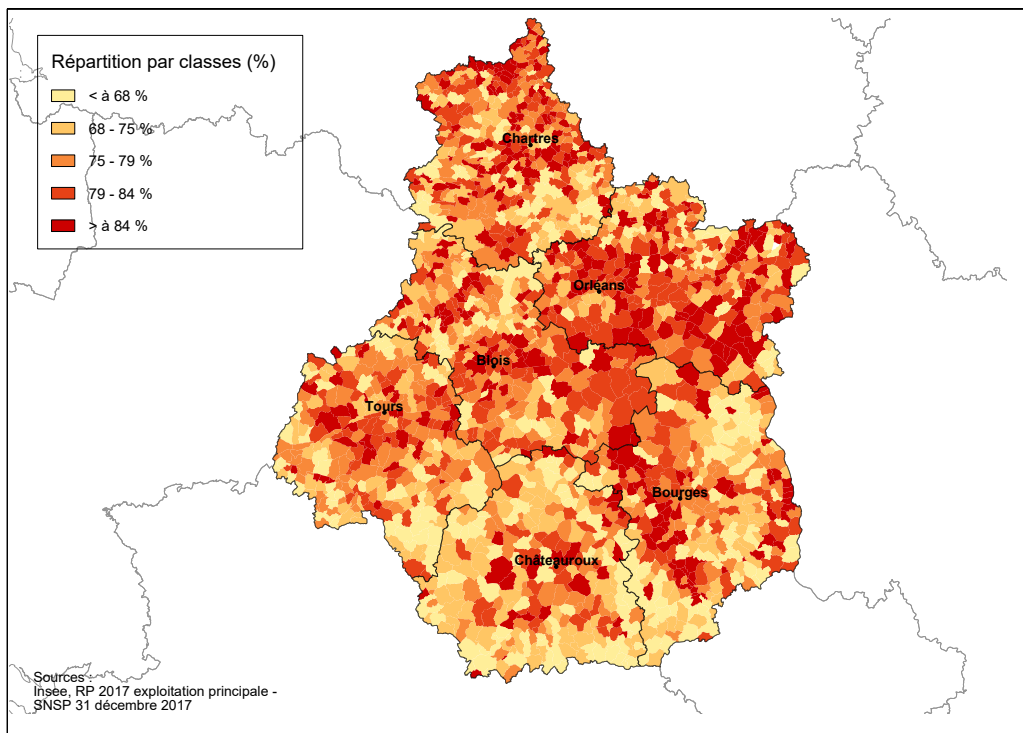 Répartition par classes (%)
< à 68 %
68 - 75 %
75 - 79 %
79 - 84 %
> à 84 %
Chartres
Orléans
Blois
Tours
Bourges
Châteauroux
Sources :
Insee, RP 2017 exploitation principale -
SNSP 31 décembre 2017